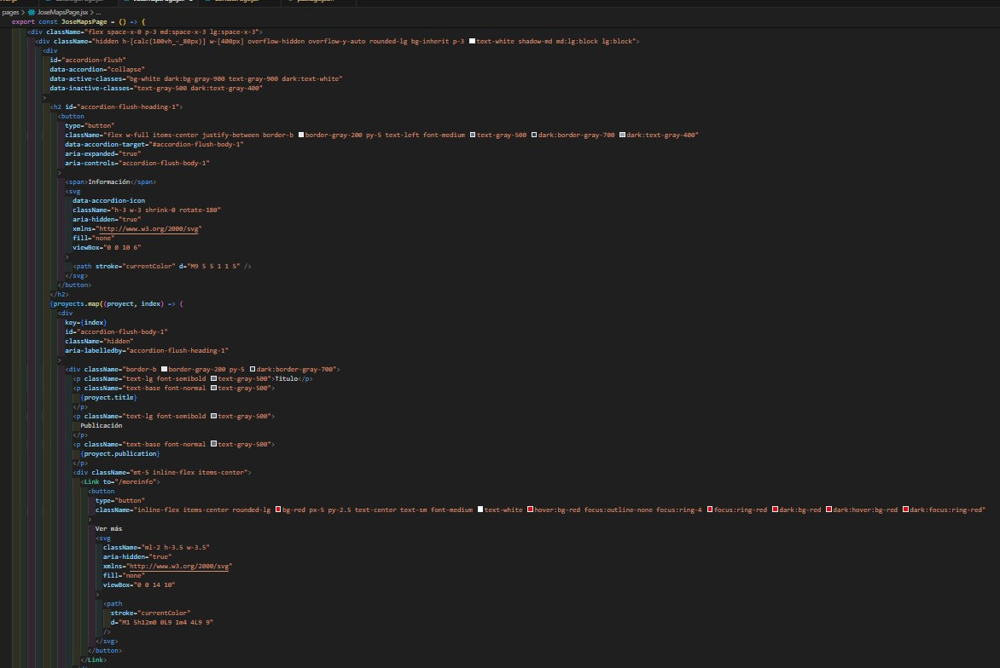 pages > JoseMapsPage.jsx > ...
export const JoseMapsPage = () => {
<div className="flex space-x-0 p-3 md:space-x-3 lg:space-x-3">
<div className="hidden h-[calc(100vh_-_80px)] w-[400px] overflow-hidden overflow-y-auto rounded-lg bg-inherit p-3 text-white shadow-md md:lg:block lg:block">
<div
id="accordion-flush"
data-accordion="collapse"
data-active-classes="bg-white dark:bg-gray-900 text-gray-900 dark:text-white"
data-inactive-classes="text-gray-500 dark:text-gray-400"
>
<h2 id="accordion-flush-heading-1">
<button
type="button"
className="flex w-full items-center justify-between border-b border-gray-200 py-5 text-left font-medium text-gray-500 dark:border-gray-700 dark:text-gray-400"
data-accordion-target="#accordion-flush-body-1"
aria-expanded="true"
aria-controls="accordion-flush-body-1"
>
<span>Información</span>
<svg
data-accordion-icon
className="h-3 w-3 shrink-0 rotate-180"
aria-hidden="true"
xmlns="http://www.w3.org/2000/svg"
fill="none"
viewBox="0 0 10 6"
>
<path stroke="currentColor" d="M9 5 5 1 1 5" />
</svg>
</button>
</h2>
{proyects.map((proyect, index) => (
<div
key={index}
id="accordion-flush-body-1"
className="hidden"
aria-labelledby="accordion-flush-heading-1"
>
<div className="border-b border-gray-200 py-5 dark:border-gray-700">
<p className="text-lg font-semibold text-gray-500">Título</p>
<p className="text-base font-normal text-gray-500">
{proyect.title}
</p>
<p className="text-lg font-semibold text-gray-500">
Publicación
</p>
<p className="text-base font-normal text-gray-500">
{proyect.publication}
</p>
<div className="mt-5 inline-flex items-center">
<Link to="/moreinfo">
<button
type="button"
className="inline-flex items-center rounded-lg bg-red px-5 py-2.5 text-center text-sm font-medium text-white hover:bg-red focus:outline-none focus:ring-4 focus:ring-red dark:bg-red dark:hover:bg-red dark:focus:ring-red"
>
Ver más
<svg
className="ml-2 h-3.5 w-3.5"
aria-hidden="true"
xmlns="http://www.w3.org/2000/svg"
fill="none"
viewBox="0 0 14 10"
>
<path
stroke="currentColor"
d="M1 5h12m0 0L9 1m4 4L9 9"
/>
</svg>
</button>
</Link>